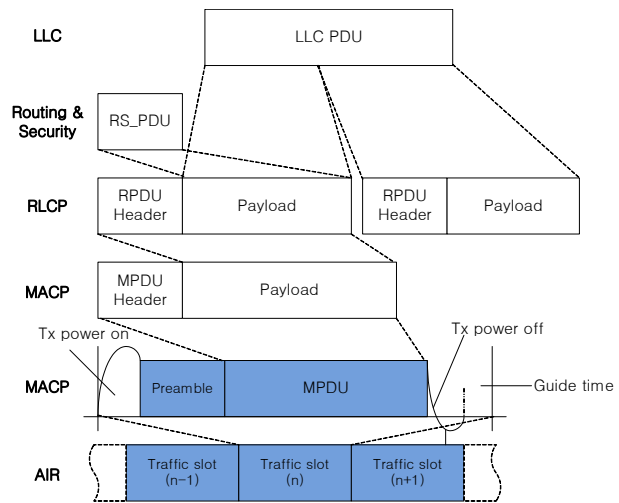 LLC
LLC PDU
Routing &
Security
RS_PDU
RLCP
RPDU
Header
Payload
RPDU
Header
Payload
MACP
MPDU
Header
Payload
Tx power on
Tx power off
MACP
Preamble
MPDU
Guide time
AIR
Traffic slot
(n-1)
Traffic slot
(n)
Traffic slot
(n+1)